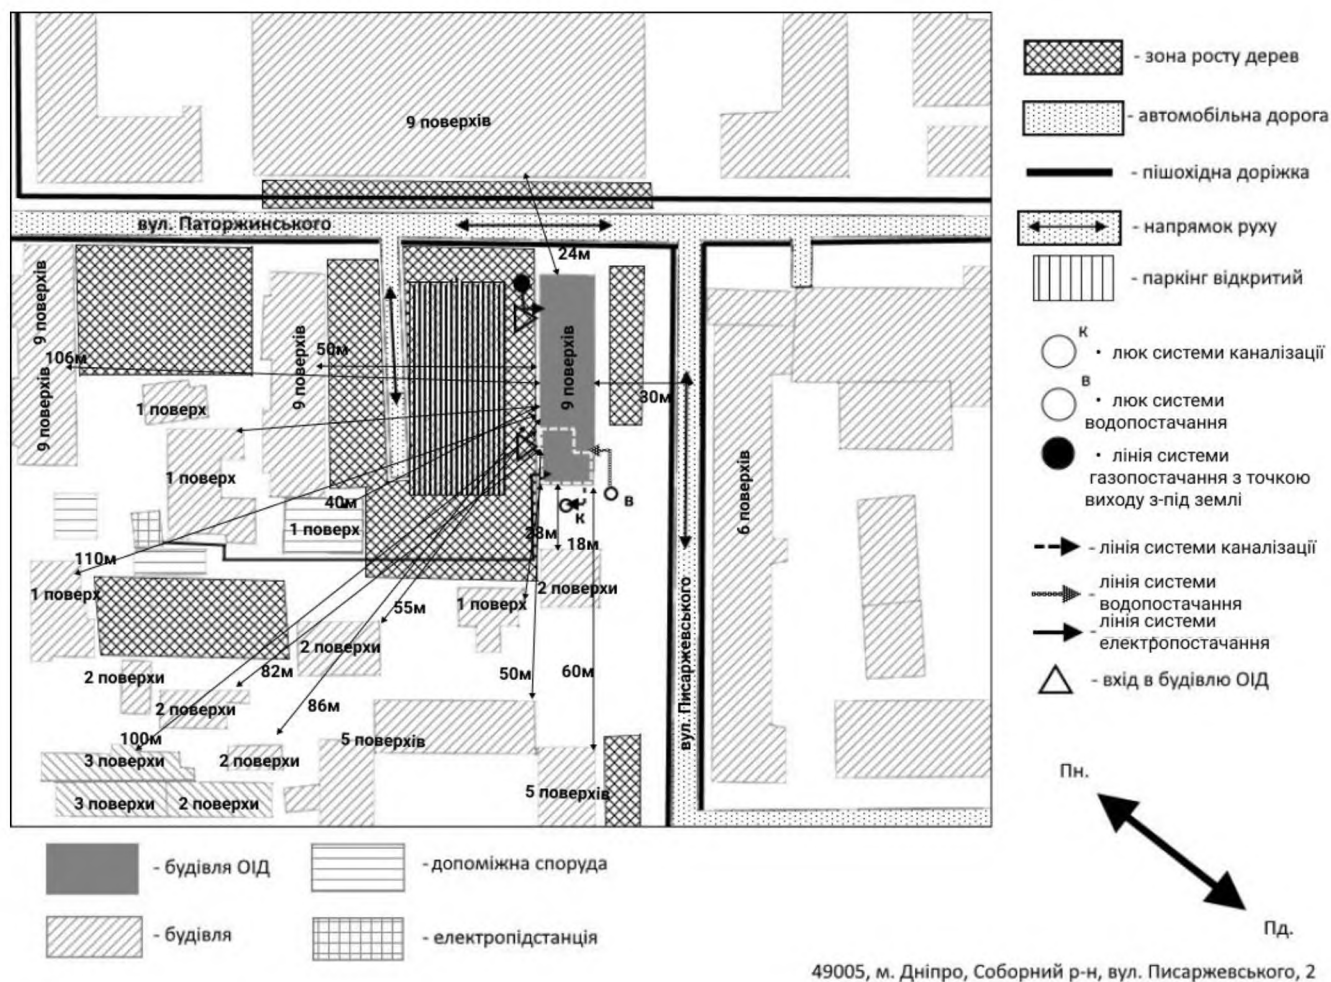 9 поверхів
вул. Паторжинського
24м
9 поверхів
9 поверхів
106м
9 поверхів
50м
9 поверхів
30м
1 поверх
1 поверх
6 поверхів
40м
1 поверх
к
в
28м
18м
110м
1 поверх
2 поверхи
1 поверх
55м
2 поверхи
вул. Писаржевського
2 поверхи
82м
50м
60м
2 поверхи
86м
100м
5 поверхів
3 поверхи
2 поверхи
3 поверхи
2 поверхи
5 поверхів
- зона росту дерев
- автомобільна дорога
- пішохідна доріжка
- напрямок руху
- паркінг відкритий
К
· люк системи каналізації
В
· люк системи
водопостачання
· лінія системи
газопостачання з точкою
виходу з-під землі
- лінія системи каналізації
- лінія системи
водопостачання
- лінія системи
електропостачання
- вхід в будівлю ОІД
Пн.
Пд.
- будівля ОІД
- допоміжна споруда
- будівля
- електропідстанція
49005, м. Дніпро, Соборний р-н, вул. Писаржевського, 2